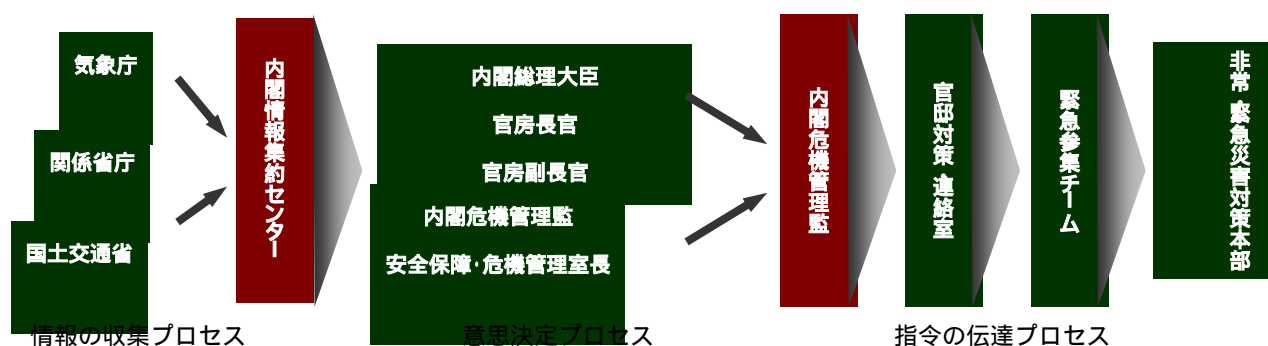 気象庁
関係省庁
国土交通省
内閣情報集約センター
内閣総理大臣
官房長官
官房副長官
内閣危機管理監
安全保障・危機管理室長
内閣危機管理監
官邸対策・連絡室
緊急参集チーム
非常・緊急災害対策本部
情報の収集プロセス
意思決定プロセス
指令の伝達プロセス